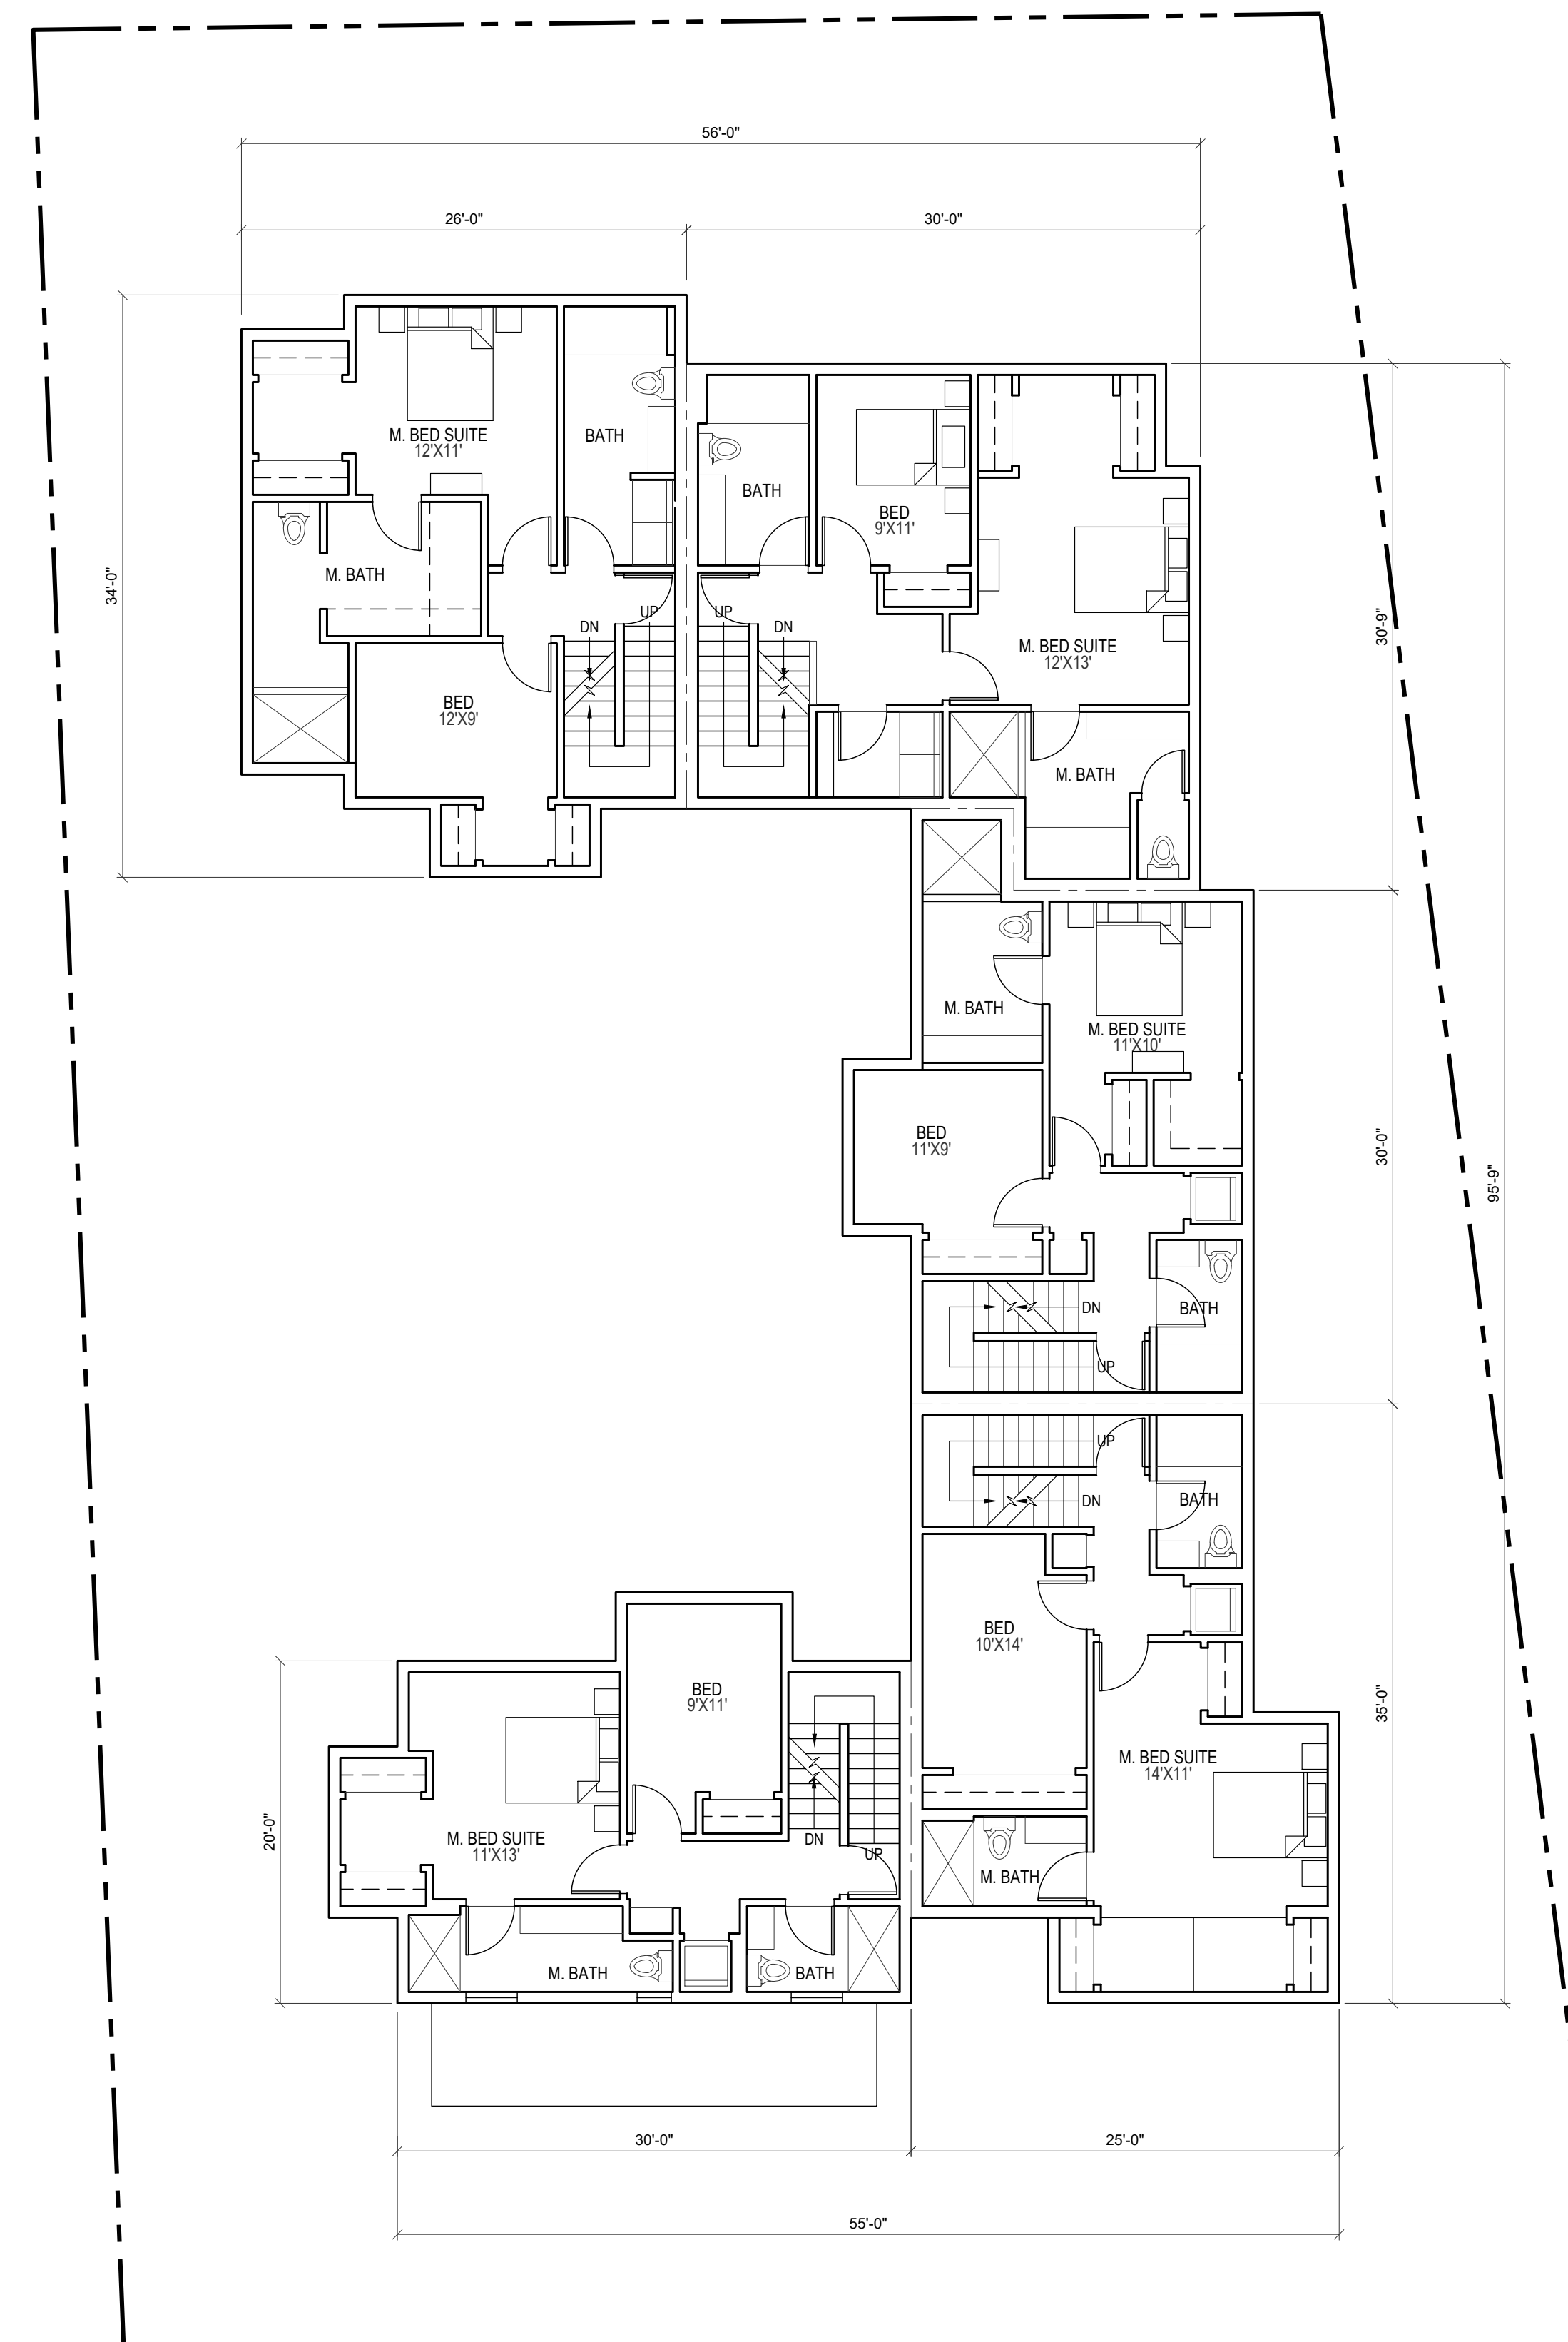 56'-0"
26'-0"
30'-0"
M. BED SUITE
12'X11'
BATH
BATH
BED
9'X11'
M. BATH
34'-0"
UP
DN
UP
DN
30'-9"
M. BED SUITE
12'X13'
BED
12'X9'
M. BATH
M. BATH
M. BED SUITE
11'X10'
BED
11'X9'
30'-0"
95'-9"
DN
BATH
UP
UP
DN
BATH
BED
10'X14'
BED
9'X11'
35'-0"
M. BED SUITE
14'X11'
20'-0"
M. BED SUITE
11'X13'
DN
UP
M. BATH
M. BATH
BATH
30'-0"
25'-0"
55'-0"